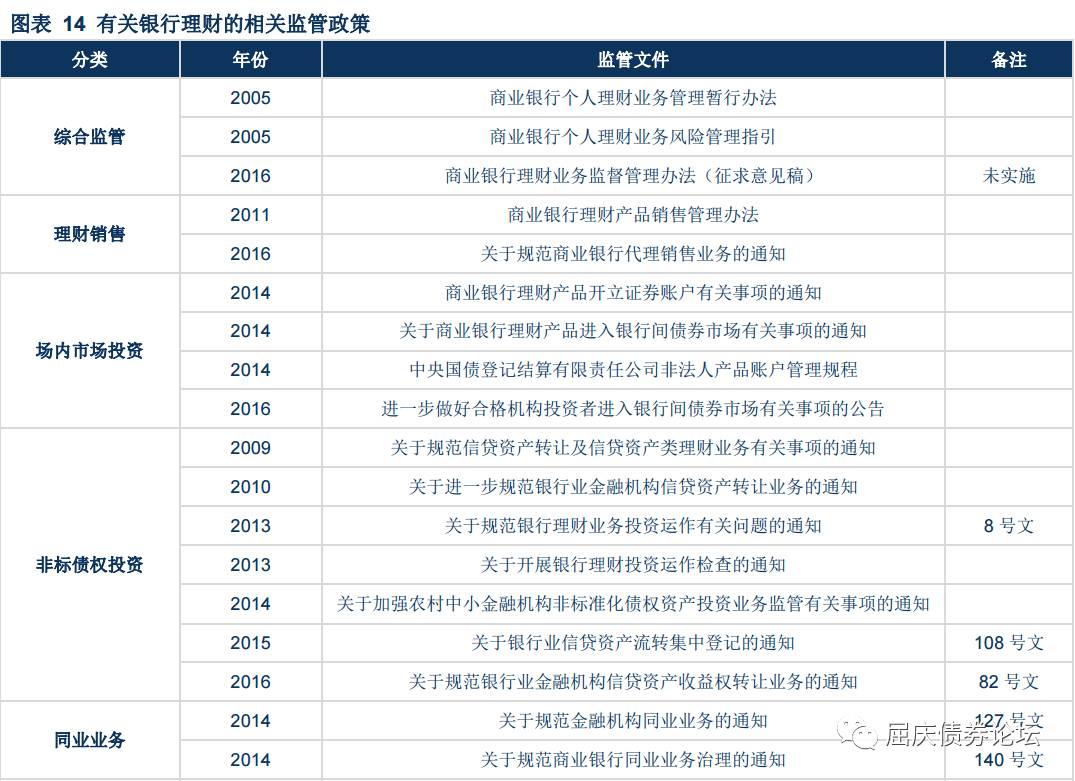 图表 14 有关银行理财的相关监管政策
分类 年份 监管文件 备注
综合监管
2005 商业银行个人理财业务管理暂行办法
2005 商业银行个人理财业务风险管理指引
2016 商业银行理财业务监督管理办法（征求意见稿） 未实施
理财销售
2011 商业银行理财产品销售管理办法
2016 关于规范商业银行代理销售业务的通知
场内市场投资
2014 商业银行理财产品开立证券账户有关事项的通知
2014 关于商业银行理财产品进入银行间债券市场有关事项的通知
2014 中央国债登记结算有限责任公司非法人产品账户管理规程
2016 进一步做好合格机构投资者进入银行间债券市场有关事项的公告
非标债权投资
2009 关于规范信贷资产转让及信贷资产类理财业务有关事项的通知
2010 关于进一步规范银行业金融机构信贷资产转让业务的通知
2013 关于规范银行理财业务投资运作有关问题的通知 8 号文
2013 关于开展银行理财投资运作检查的通知
2014 关于加强农村中小金融机构非标准化债权资产投资业务监管有关事项的通知
2015 关于银行业信贷资产流转集中登记的通知 108 号文
2016 关于规范银行业金融机构信贷资产收益权转让业务的通知 82 号文
同业业务
2014 关于规范金融机构同业业务的通知 127 号文
2014 关于规范商业银行同业业务治理的通知 140 号文
屈庆债券论坛